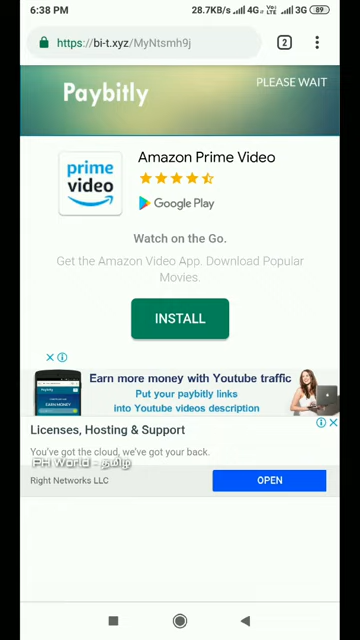 6:38 PM 28.7KB/s 4G VoLTE 3G 89
https://bi-t.xyz/MyNtsmh9j 2
Paybitly PLEASE WAIT
prime video
Amazon Prime Video
Google Play
Watch on the Go.
Get the Amazon Video App. Download Popular
Movies.
INSTALL
Earn more money with Youtube traffic
Put your paybitly links
into Youtube videos description
Licenses, Hosting & Support
You've got the cloud, we've got your back.
PH World - தமிழ்
Right Networks LLC OPEN